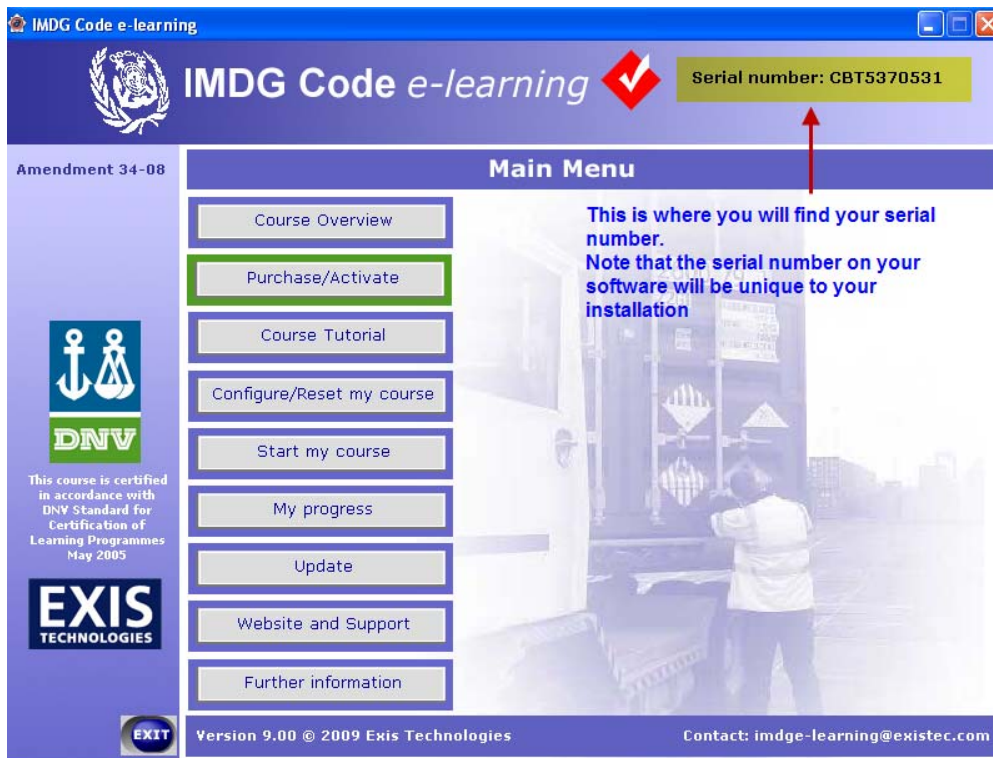 IMDG Code e-learning
IMDG Code e-learning
Serial number: CBT5370531
Amendment 34-08
Main Menu
This is where you will find your serial
number.
Note that the serial number on your
software will be unique to your
installation
Course Overview
Purchase/Activate
Course Tutorial
Configure/Reset my course
Start my course
My progress
Update
Website and Support
Further information
DNV
This course is certified
in accordance with
DNV Standard for
Certification of
Learning Programmes
May 2005
EXIS
TECHNOLOGIES
EXIT
Version 9.00 © 2009 Exis Technologies
Contact: imdge-learning@existec.com